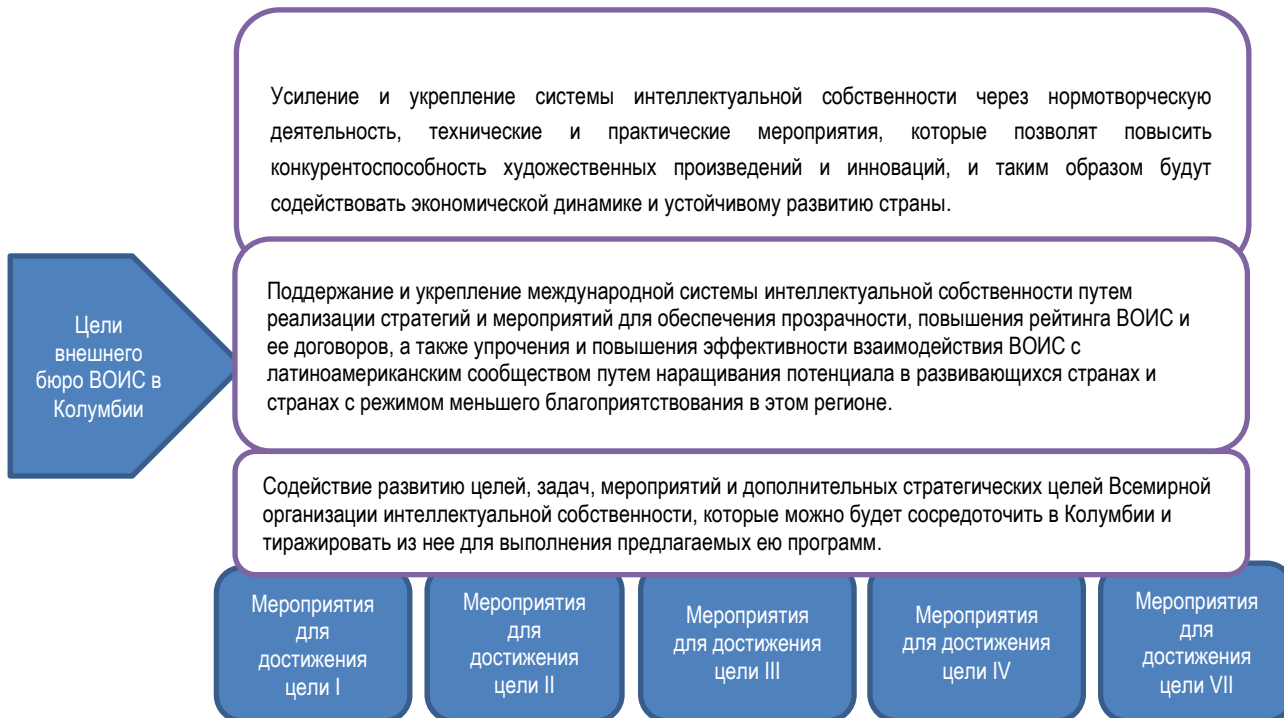 Усиление и укрепление системы интеллектуальной собственности через нормотворческую
деятельность, технические и практические мероприятия, которые позволят повысить
конкурентоспособность художественных произведений и инноваций, и таким образом будут
содействовать экономической динамике и устойчивому развитию страны.
Цели
внешнего
бюро ВОИС в
Колумбии
Поддержание и укрепление международной системы интеллектуальной собственности путем
реализации стратегий и мероприятий для обеспечения прозрачности, повышения рейтинга ВОИС и
ее договоров, а также упрочения и повышения эффективности взаимодействия ВОИС с
латиноамериканским сообществом путем наращивания потенциала в развивающихся странах и
странах с режимом меньшего благоприятствования в этом регионе.
Содействие развитию целей, задач, мероприятий и дополнительных стратегических целей Всемирной
организации интеллектуальной собственности, которые можно будет сосредоточить в Колумбии и
тиражировать из нее для выполнения предлагаемых ею программ.
Мероприятия
для
достижения
цели I
Мероприятия
для
достижения
цели II
Мероприятия
для достижения
цели III
Мероприятия
для достижения
цели IV
Мероприятия
для
достижения
цели VII